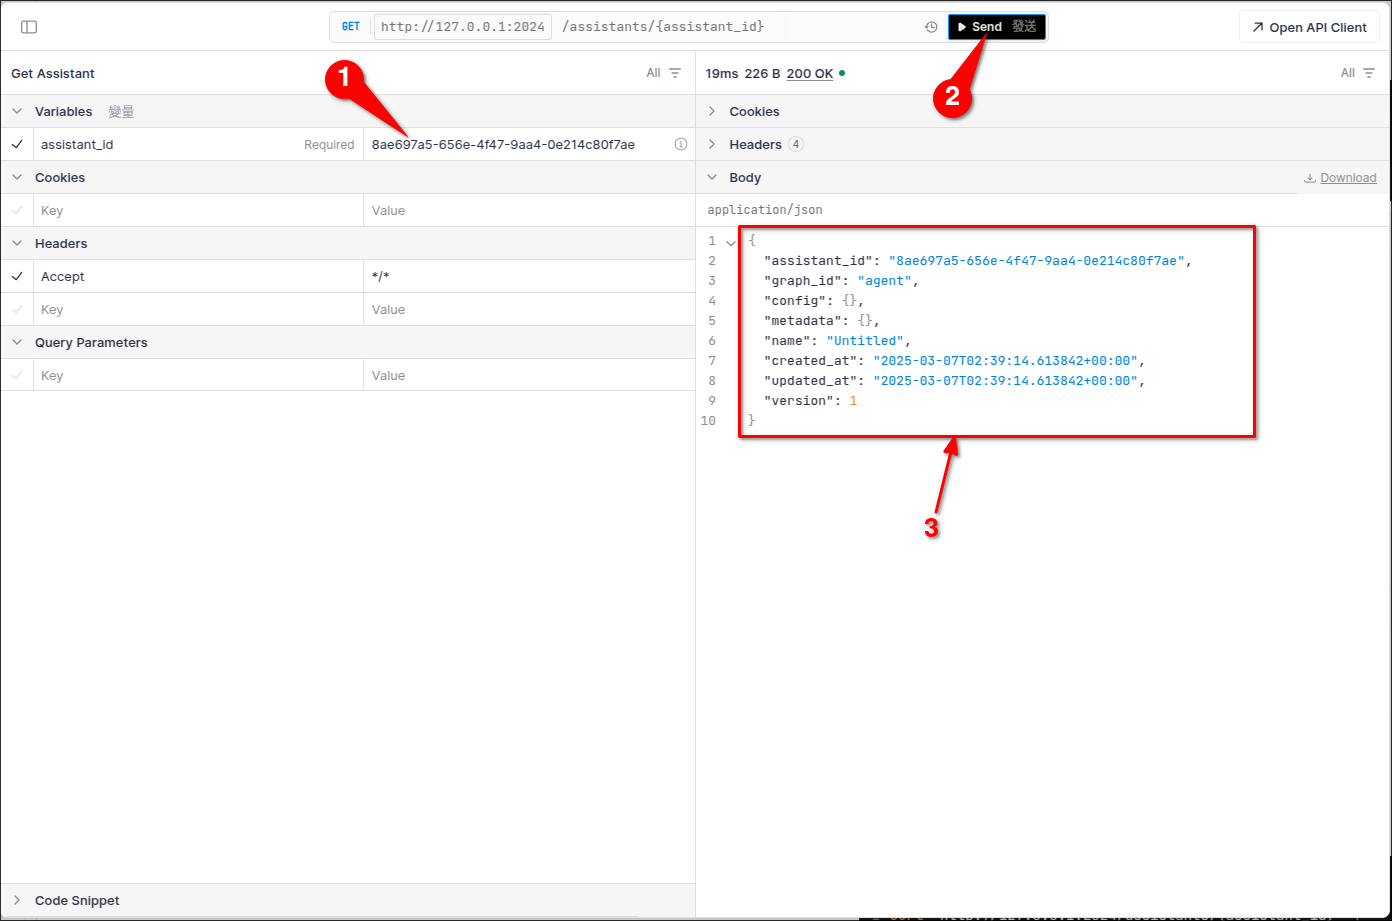 GET http://127.0.0.1:2024 /assistants/{assistant_id} Send 發送 Open API Client
Get Assistant All
1
Variables 變量
assistant_id Required 8ae697a5-656e-4f47-9aa4-0e214c80f7ae
Cookies
Key Value
Headers
Accept */*
Key Value
Query Parameters
Key Value
Code Snippet
19ms 226 B 200 OK All
2
Cookies
Headers 4
Body Download
application/json
1 {
2 "assistant_id": "8ae697a5-656e-4f47-9aa4-0e214c80f7ae",
3 "graph_id": "agent",
4 "config": {},
5 "metadata": {},
6 "name": "Untitled",
7 "created_at": "2025-03-07T02:39:14.613842+00:00",
8 "updated_at": "2025-03-07T02:39:14.613842+00:00",
9 "version": 1
10 }
3